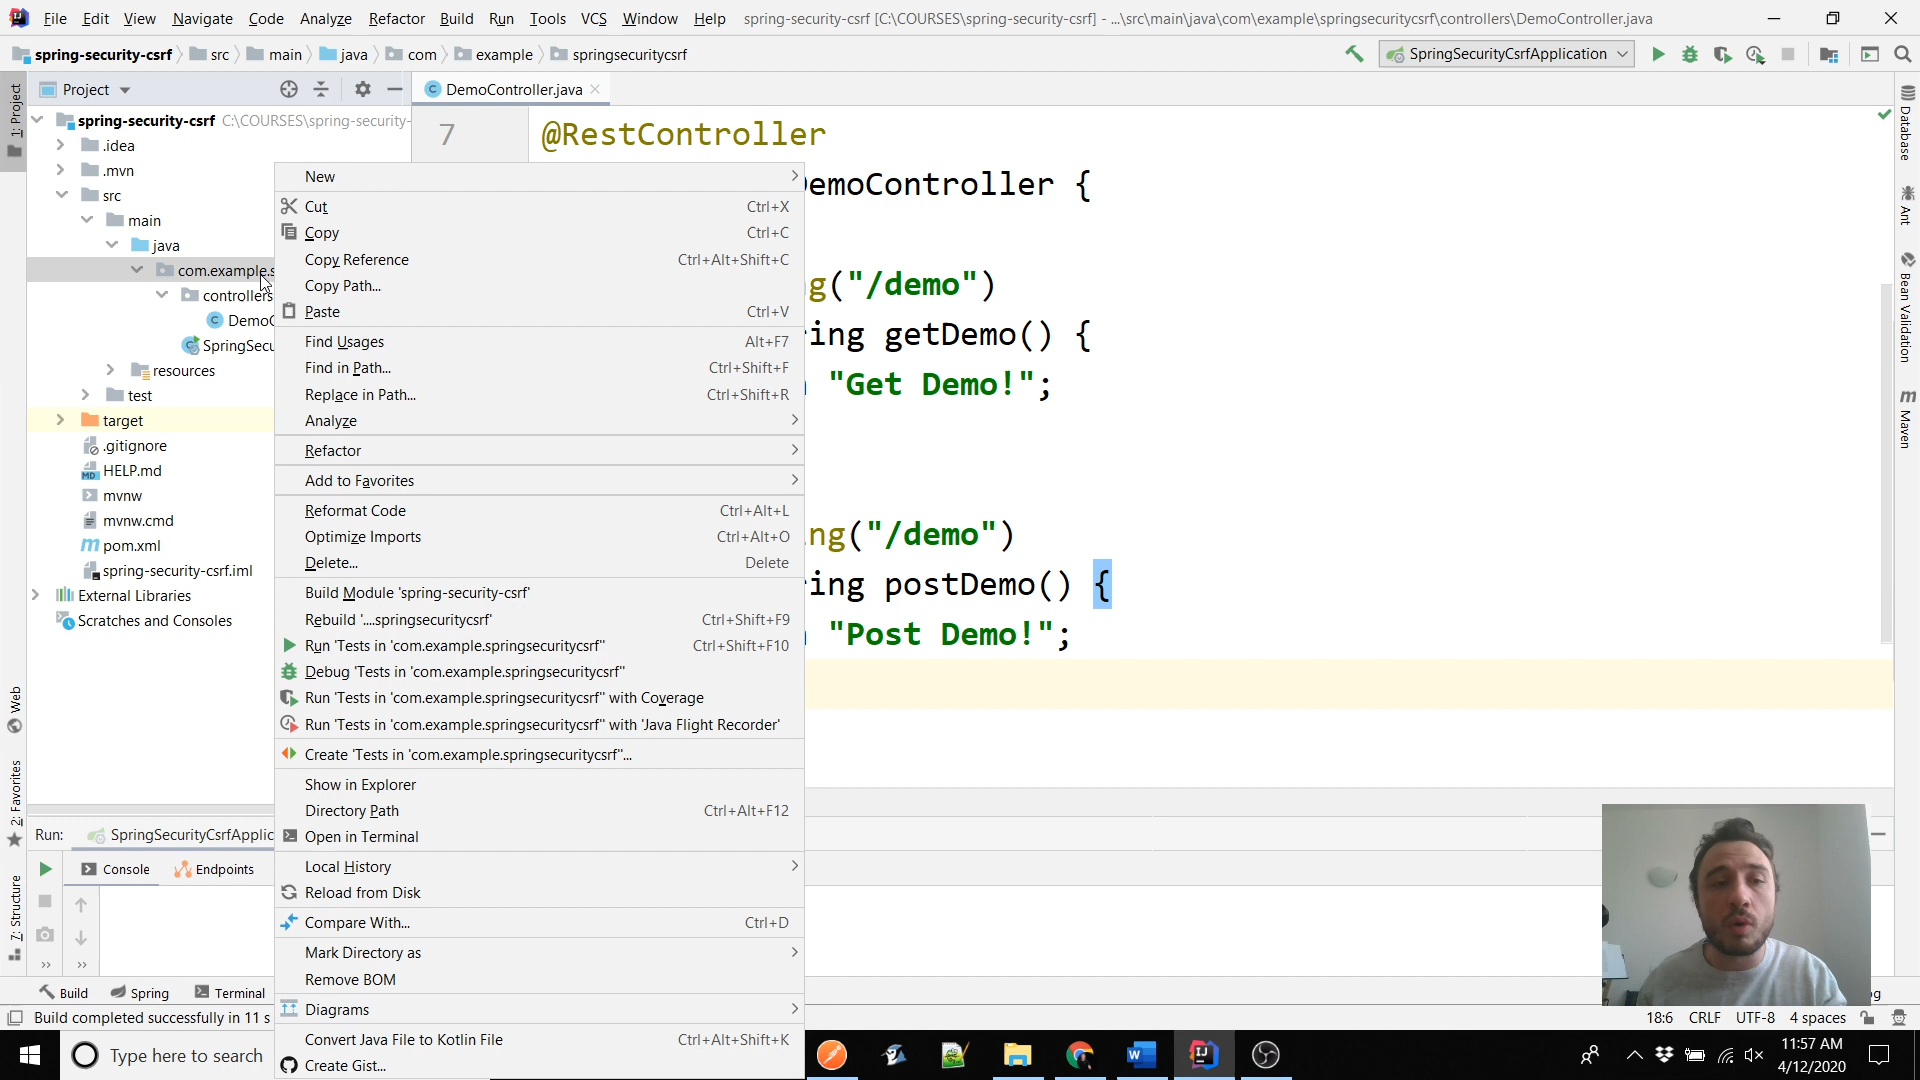 File Edit View Navigate Code Analyze Refactor Build Run Tools VCS Window Help spring-security-csrf [C:\COURSES\spring-security-csrf] - ...\src\main\java\com\example\springsecuritycsrf\controllers\DemoController.java
spring-security-csrf src main java com example springsecuritycsrf SpringSecurityCsrfApplication
Project DemoController.java
spring-security-csrf C:\COURSES\spring-security-
.idea
.mvn
src
main
java
com.example.s
controllers
Demo
SpringSecu
resources
test
target
.gitignore
HELP.md
mvnw
mvnw.cmd
pom.xml
spring-security-csrf.iml
External Libraries
Scratches and Consoles
1: Project
Web
2: Favorites
7: Structure
New
Cut Ctrl+X
Copy Ctrl+C
Copy Reference Ctrl+Alt+Shift+C
Copy Path...
Paste Ctrl+V
Find Usages Alt+F7
Find in Path... Ctrl+Shift+F
Replace in Path... Ctrl+Shift+R
Analyze
Refactor
Add to Favorites
Reformat Code Ctrl+Alt+L
Optimize Imports Ctrl+Alt+O
Delete... Delete
Build Module 'spring-security-csrf'
Rebuild '....springsecuritycsrf' Ctrl+Shift+F9
Run 'Tests in 'com.example.springsecuritycsrf'' Ctrl+Shift+F10
Debug 'Tests in 'com.example.springsecuritycsrf''
Run 'Tests in 'com.example.springsecuritycsrf'' with Coverage
Run 'Tests in 'com.example.springsecuritycsrf'' with 'Java Flight Recorder'
Create 'Tests in 'com.example.springsecuritycsrf''...
Show in Explorer
Directory Path Ctrl+Alt+F12
Open in Terminal
Local History
Reload from Disk
Compare With... Ctrl+D
Mark Directory as
Remove BOM
Diagrams
Convert Java File to Kotlin File Ctrl+Alt+Shift+K
Create Gist...
7 @RestController
emoController {
g("/demo")
ing getDemo() {
"Get Demo!";
ng("/demo")
ing postDemo() {
"Post Demo!";
Database
Ant
Bean Validation
Maven
Run: SpringSecurityCsrfApplic
Console Endpoints
Build Spring Terminal
Build completed successfully in 11 s 18:6 CRLF UTF-8 4 spaces
Type here to search 11:57 AM
4/12/2020